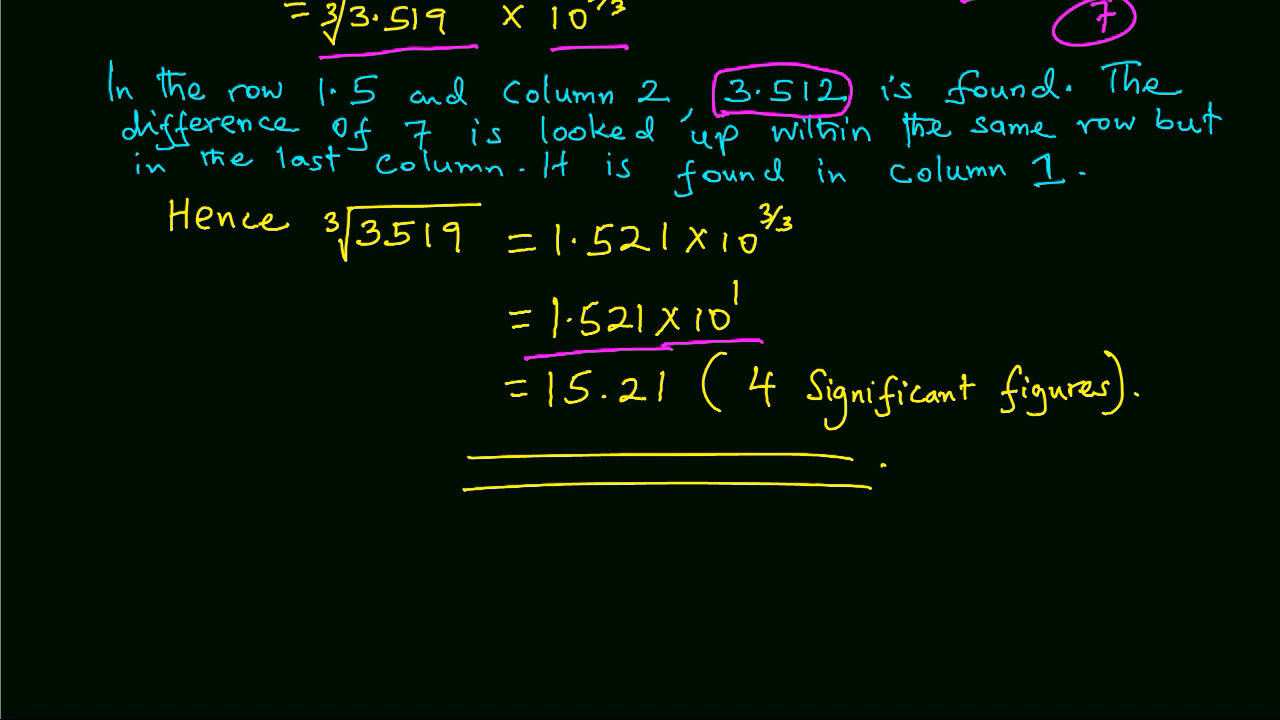 = ∛3.519 × 10^3/3
7
In the row 1.5 and column 2, 3.512 is found. The
difference of 7 is looked up within the same row but
in the last column. It is found in column 1.
Hence ∛3519 = 1.521 × 10^3/3
= 1.521 × 10^1
= 15.21 (4 Significant figures).